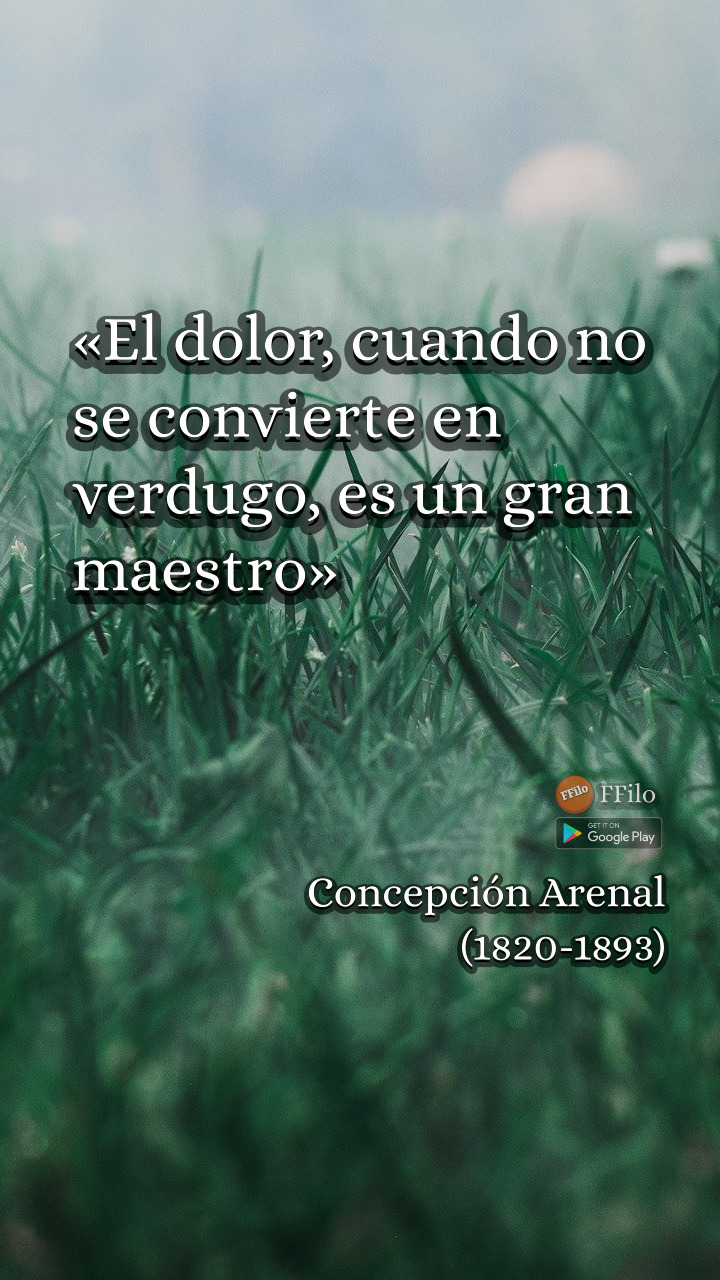 «El dolor, cuando no
se convierte en
verdugo, es un gran
maestro»
FFilo FFilo
GET IT ON
Google Play
Concepción Arenal
(1820-1893)